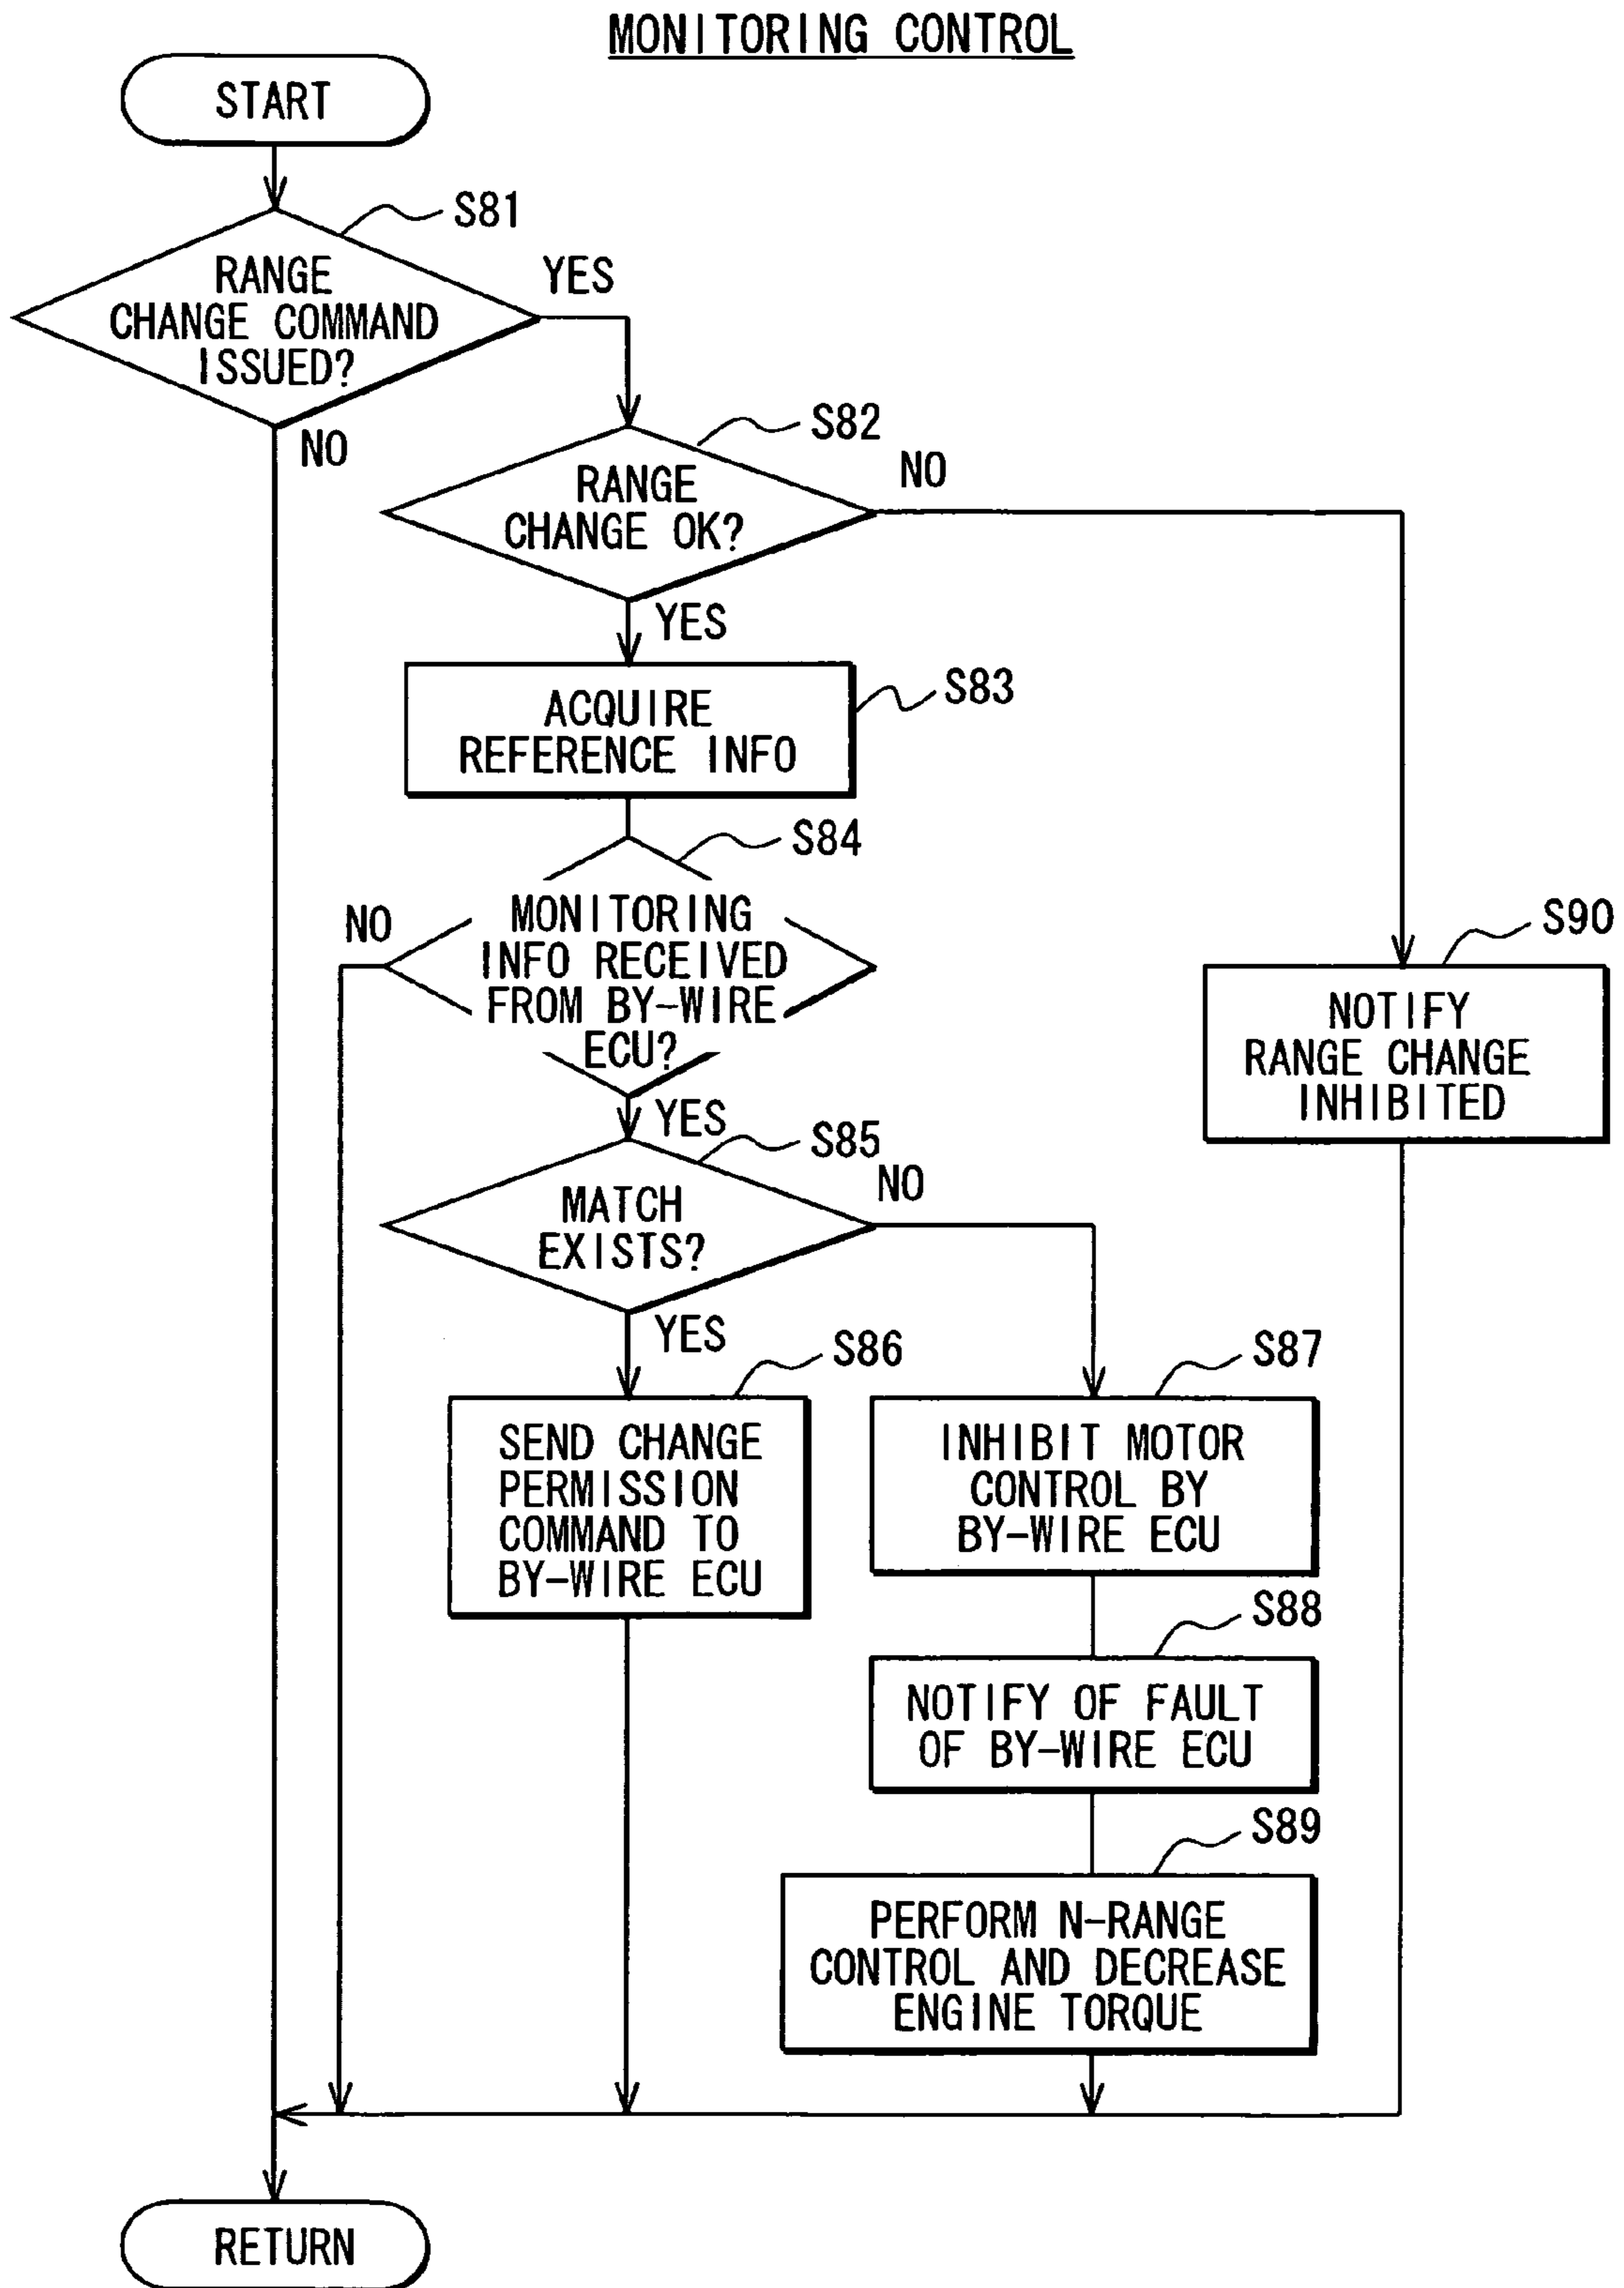 MONITORING CONTROL
START
S81
RANGE
CHANGE COMMAND
ISSUED?
YES
NO
S82
RANGE
CHANGE OK?
NO
YES
ACQUIRE
REFERENCE INFO
S83
S84
MONITORING
INFO RECEIVED
FROM BY-WIRE
ECU?
NO
YES
S90
NOTIFY
RANGE CHANGE
INHIBITED
S85
MATCH
EXISTS?
NO
YES
S86
SEND CHANGE
PERMISSION
COMMAND TO
BY-WIRE ECU
S87
INHIBIT MOTOR
CONTROL BY
BY-WIRE ECU
S88
NOTIFY OF FAULT
OF BY-WIRE ECU
S89
PERFORM N-RANGE
CONTROL AND DECREASE
ENGINE TORQUE
RETURN